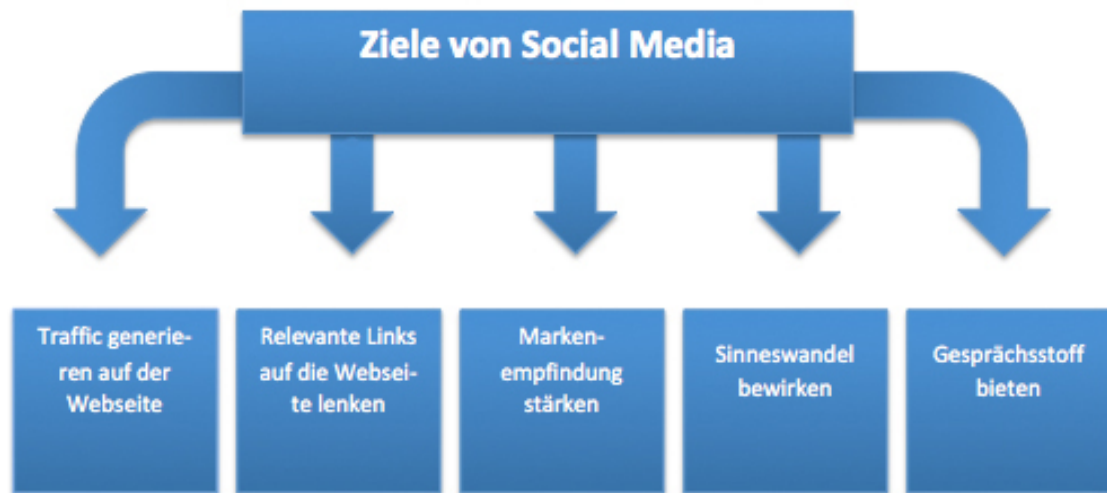 Ziele von Social Media
Traffic generie-
ren auf der
Webseite
Relevante Links
auf die Websei-
te lenken
Marken-
empfindung
stärken
Sinneswandel
bewirken
Gesprächsstoff
bieten